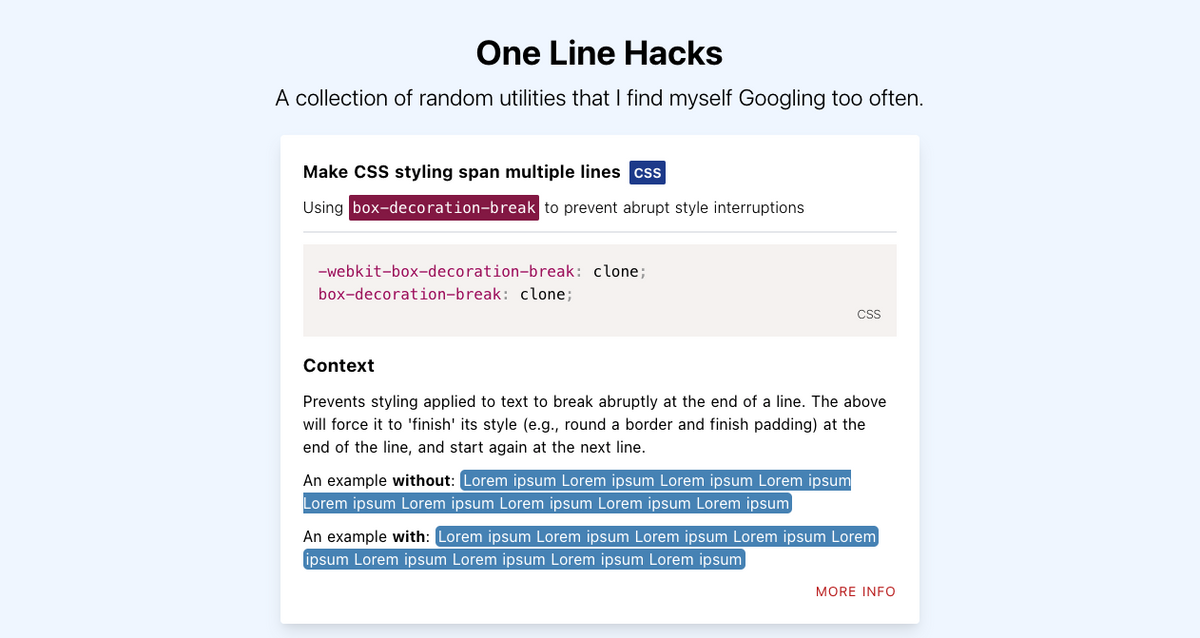 One Line Hacks
A collection of random utilities that I find myself Googling too often.
Make CSS styling span multiple lines CSS
Using box-decoration-break to prevent abrupt style interruptions
-webkit-box-decoration-break: clone;
box-decoration-break: clone;
CSS
Context
Prevents styling applied to text to break abruptly at the end of a line. The above
will force it to 'finish' its style (e.g., round a border and finish padding) at the
end of the line, and start again at the next line.
An example without: Lorem ipsum Lorem ipsum Lorem ipsum Lorem ipsum
Lorem ipsum Lorem ipsum Lorem ipsum Lorem ipsum Lorem ipsum
An example with: Lorem ipsum Lorem ipsum Lorem ipsum Lorem ipsum Lorem
ipsum Lorem ipsum Lorem ipsum Lorem ipsum Lorem ipsum
MORE INFO